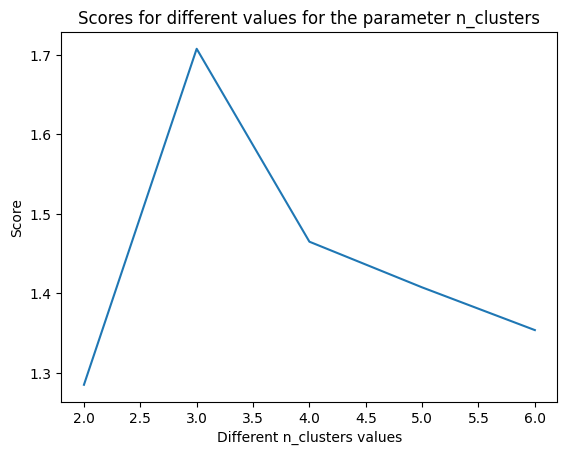 Scores for different values for the parameter n_clusters
1.7
1.6
1.5
1.4
1.3
Score
2.0 2.5 3.0 3.5 4.0 4.5 5.0 5.5 6.0
Different n_clusters values